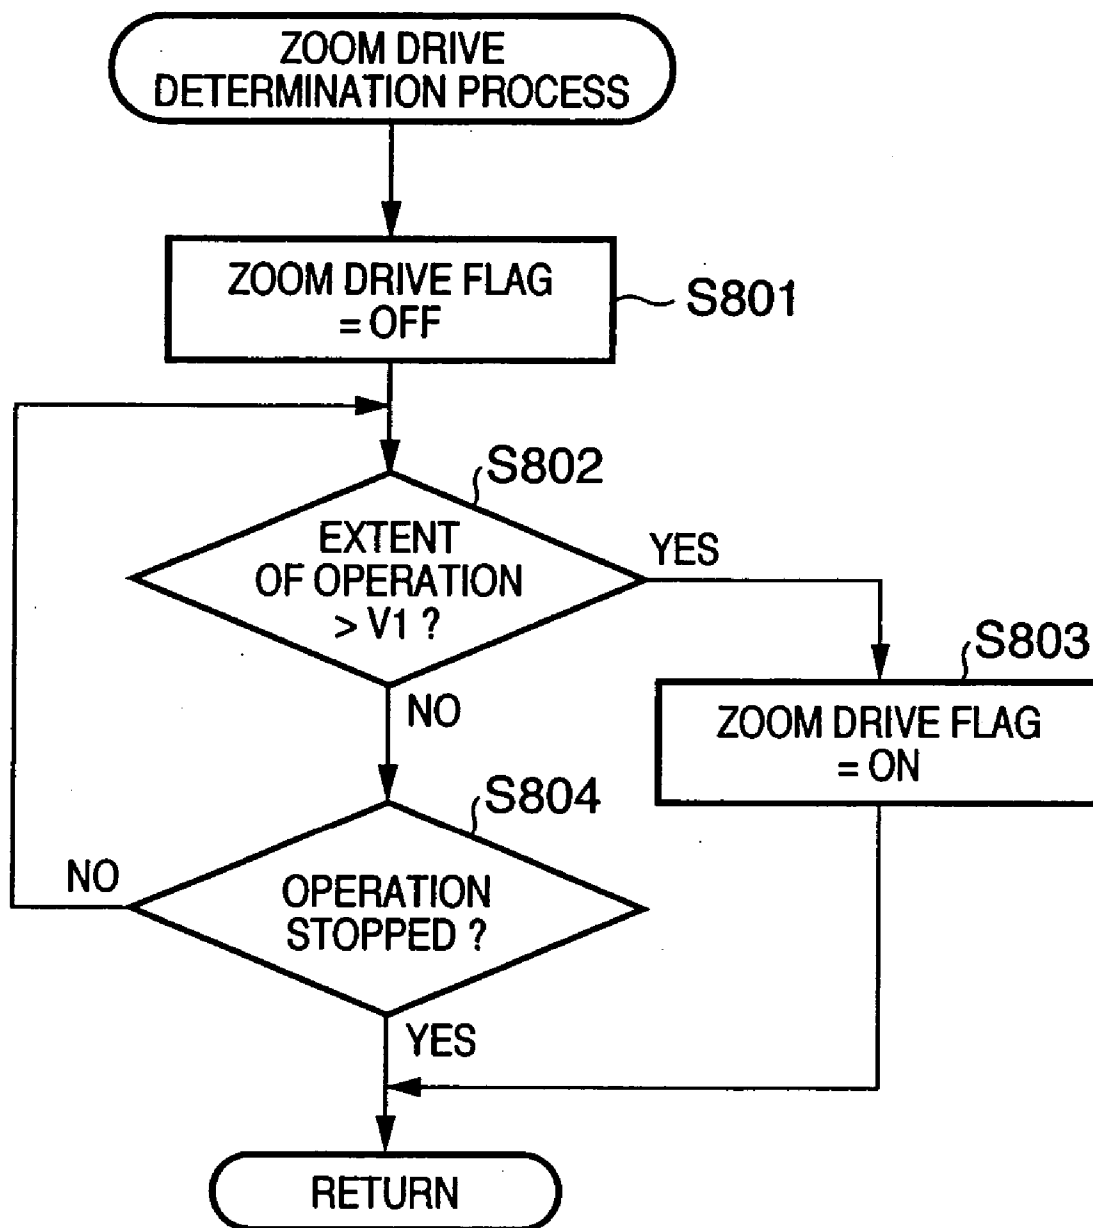 ZOOM DRIVE
DETERMINATION PROCESS
ZOOM DRIVE FLAG
= OFF
S801
S802
EXTENT
OF OPERATION
> V1 ?
YES
NO
S803
ZOOM DRIVE FLAG
= ON
S804
OPERATION
STOPPED ?
NO
YES
RETURN